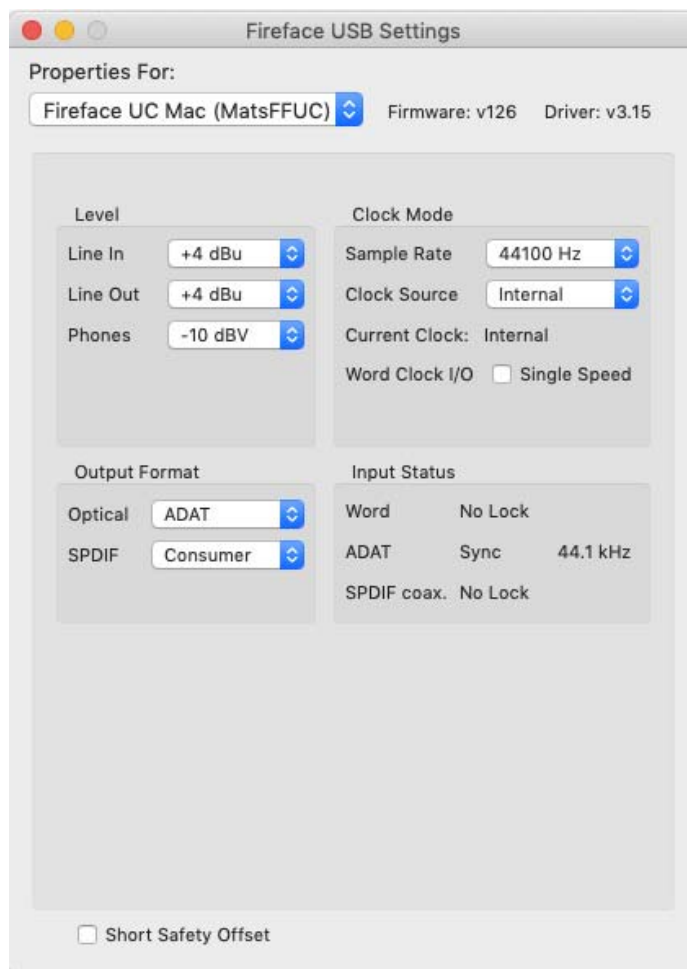 Fireface USB Settings
Properties For:
Fireface UC Mac (MatsFFUC) Firmware: v126 Driver: v3.15
Level
Line In +4 dBu
Line Out +4 dBu
Phones -10 dBV
Clock Mode
Sample Rate 44100 Hz
Clock Source Internal
Current Clock: Internal
Word Clock I/O Single Speed
Output Format
Optical ADAT
SPDIF Consumer
Input Status
Word No Lock
ADAT Sync 44.1 kHz
SPDIF coax. No Lock
Short Safety Offset